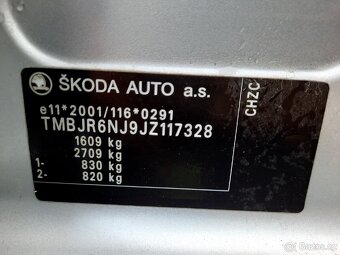 ŠKODA AUTO a.s.
e11*2001/116*0291
TMBJR6NJ9JZ117328
1609 kg
2709 kg
1- 830 kg
2- 820 kg
CHZC